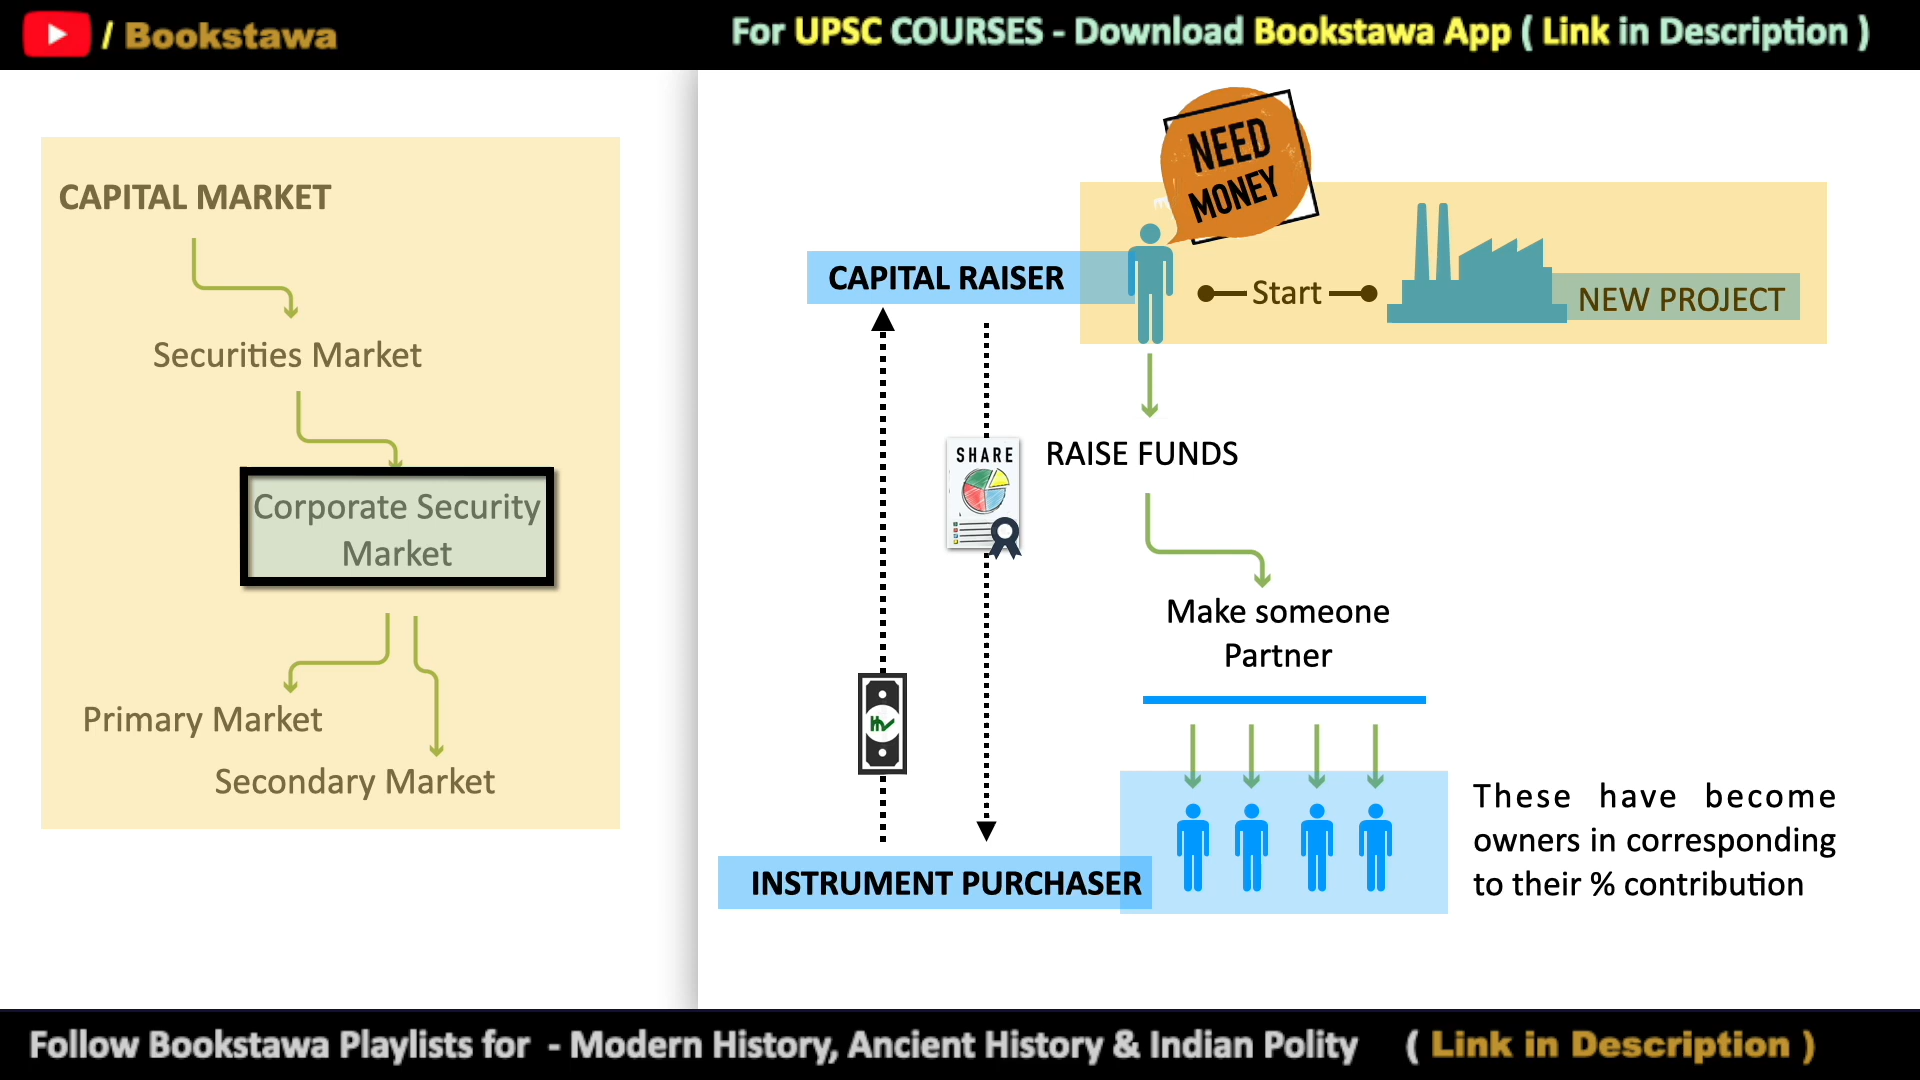 / Bookstawa
For UPSC COURSES - Download Bookstawa App ( Link in Description )
CAPITAL MARKET
Securities Market
Corporate Security
Market
Primary Market
Secondary Market
NEED
MONEY
CAPITAL RAISER
Start
NEW PROJECT
SHARE
RAISE FUNDS
Make someone
Partner
INSTRUMENT PURCHASER
These have become
owners in corresponding
to their % contribution
Follow Bookstawa Playlists for - Modern History, Ancient History & Indian Polity ( Link in Description )